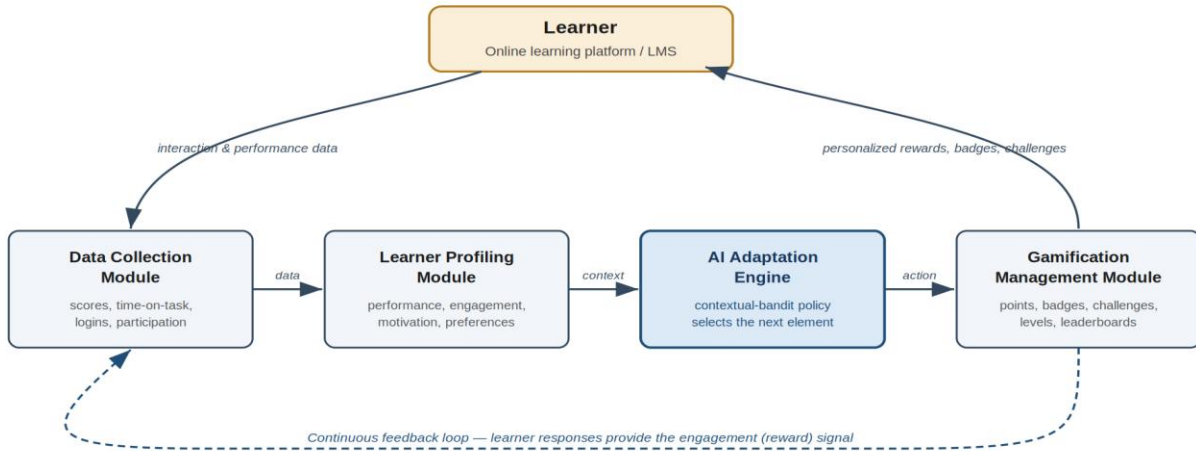 Learner
Online learning platform / LMS
interaction & performance data
personalized rewards, badges, challenges
Data Collection
Module
scores, time-on-task,
logins, participation
data
Learner Profiling
Module
performance, engagement,
motivation, preferences
context
AI Adaptation
Engine
contextual-bandit policy
selects the next element
action
Gamification
Management Module
points, badges, challenges,
levels, leaderboards
Continuous feedback loop — learner responses provide the engagement (reward) signal